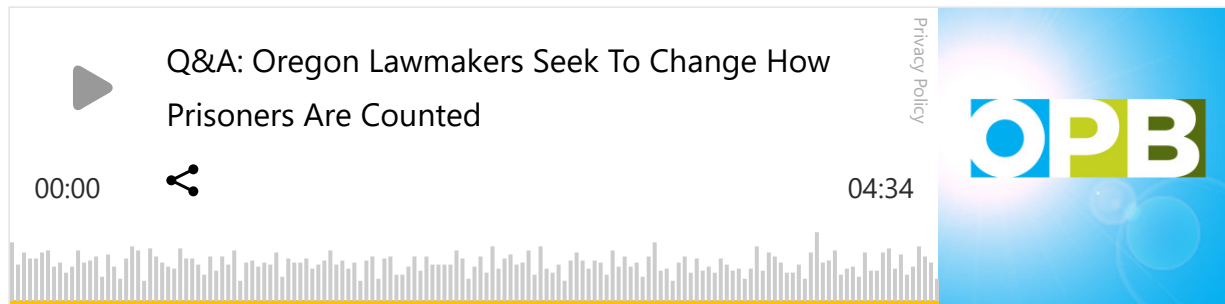 Q&A: Oregon Lawmakers Seek To Change How
Prisoners Are Counted
00:00
04:34
Privacy Policy
OPB